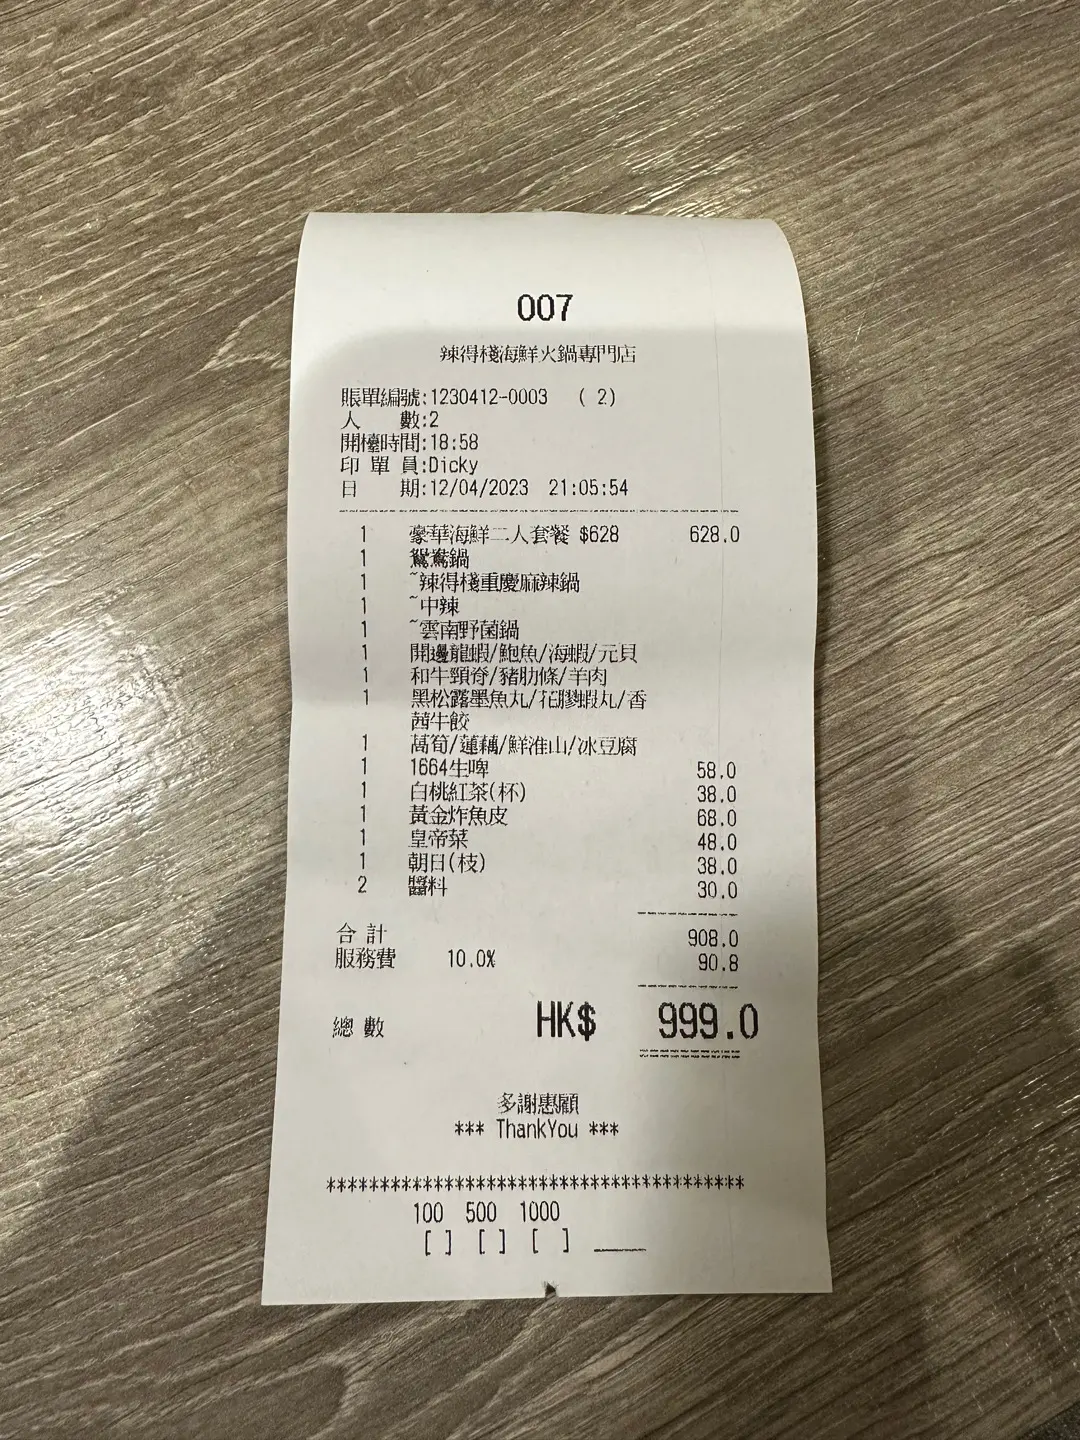 007
辣得棧海鮮火鍋專門店
賬單編號:1230412-0003 (2)
人 數:2
開檯時間:18:58
印單員:Dicky
日 期:12/04/2023 21:05:54
1 豪華海鮮二人套餐 $628 628.0
1 鴛鴦鍋
1 ~辣得棧重慶麻辣鍋
1 ~中辣
1 ~雲南野菌鍋
1 開邊龍蝦/鮑魚/海蝦/元貝
1 和牛頸脊/豬肋條/羊肉
1 黑松露墨魚丸/花膠蝦丸/香
茜牛餃
1 萵筍/蓮藕/鮮淮山/冰豆腐
1 1664生啤 58.0
1 白桃紅茶(杯) 38.0
1 黃金炸魚皮 68.0
1 皇帝菜 48.0
1 朝日(枝) 38.0
2 醬料 30.0
合計 908.0
服務費 10.0% 90.8
總數 HK$ 999.0
多謝惠顧
*** ThankYou ***
****************************************
100 500 1000
[ ] [ ] [ ] _____